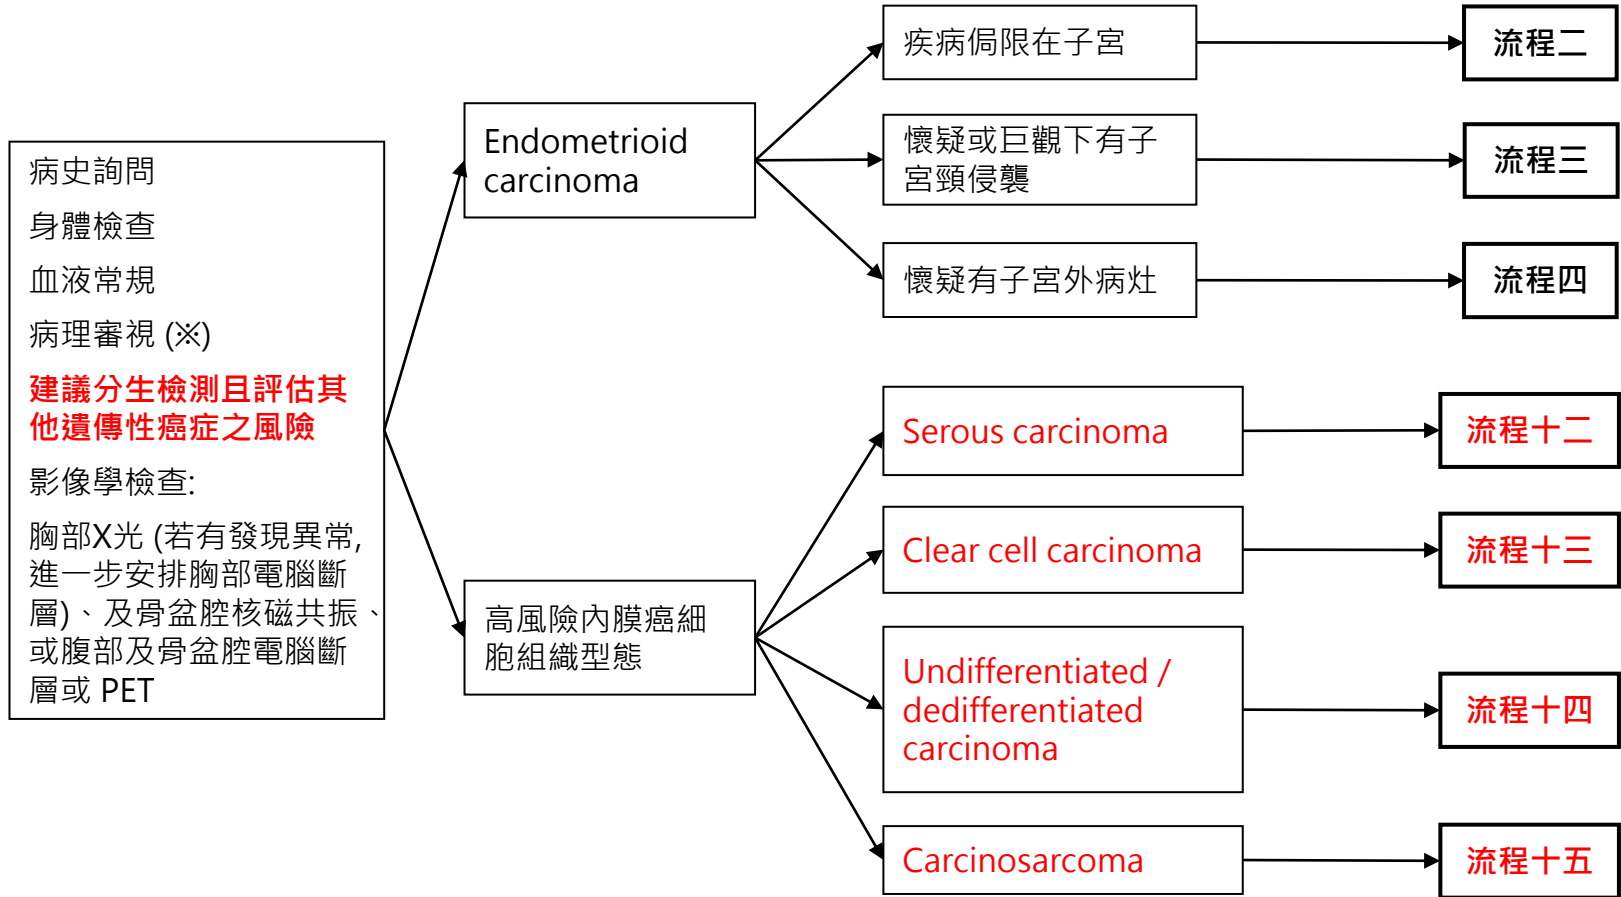 病史詢問
身體檢查
血液常規
病理審視 (※)
建議分生檢測且評估其
他遺傳性癌症之風險
影像學檢查:
胸部X光 (若有發現異常,
進一步安排胸部電腦斷
層)、及骨盆腔核磁共振、
或腹部及骨盆腔電腦斷
層或 PET
Endometrioid
carcinoma
疾病侷限在子宮
流程二
懷疑或巨觀下有子
宮頸侵襲
流程三
懷疑有子宮外病灶
流程四
高風險內膜癌細
胞組織型態
Serous carcinoma
流程十二
Clear cell carcinoma
流程十三
Undifferentiated /
dedifferentiated
carcinoma
流程十四
Carcinosarcoma
流程十五